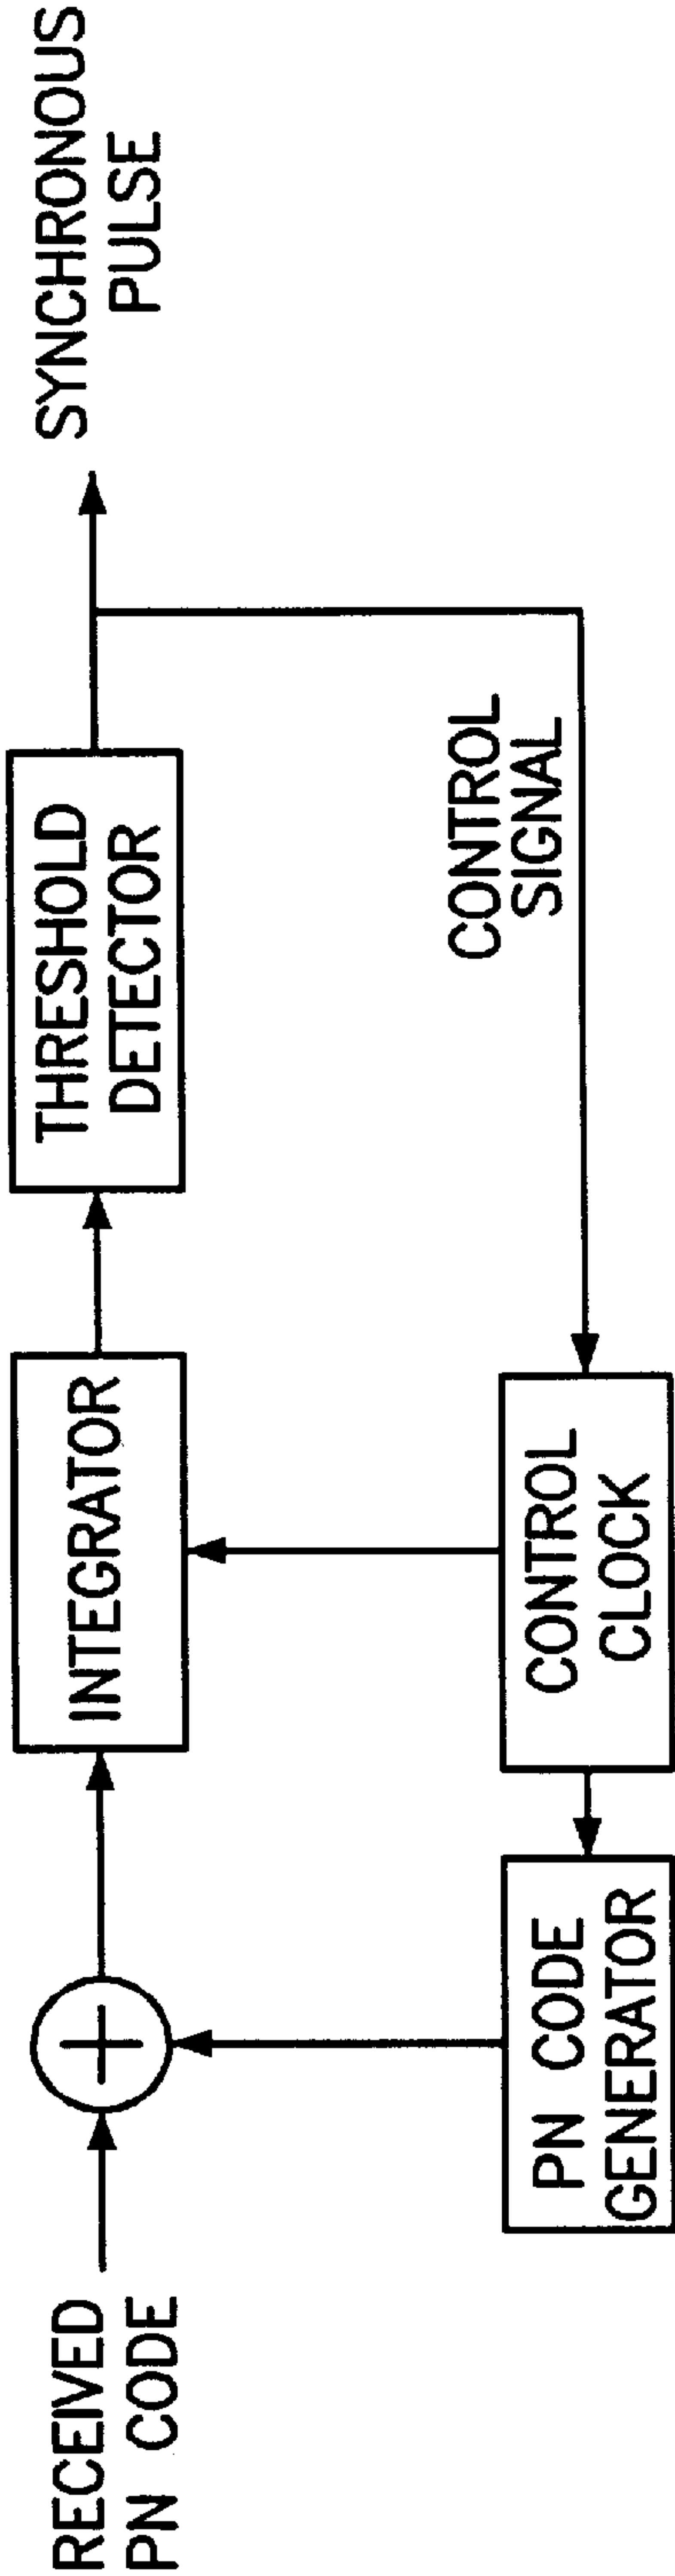 RECEIVED
PN CODE
INTEGRATOR
THRESHOLD
DETECTOR
SYNCHRONOUS
PULSE
PN CODE
GENERATOR
CONTROL
CLOCK
CONTROL
SIGNAL